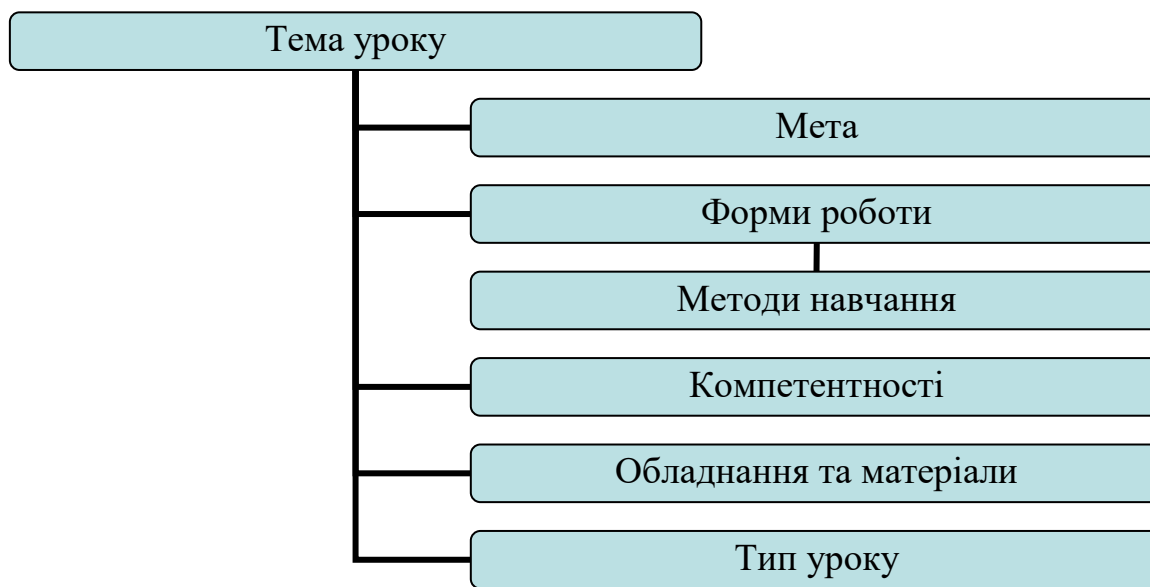 Тема уроку
Мета
Форми роботи
Методи навчання
Компетентності
Обладнання та матеріали
Тип уроку